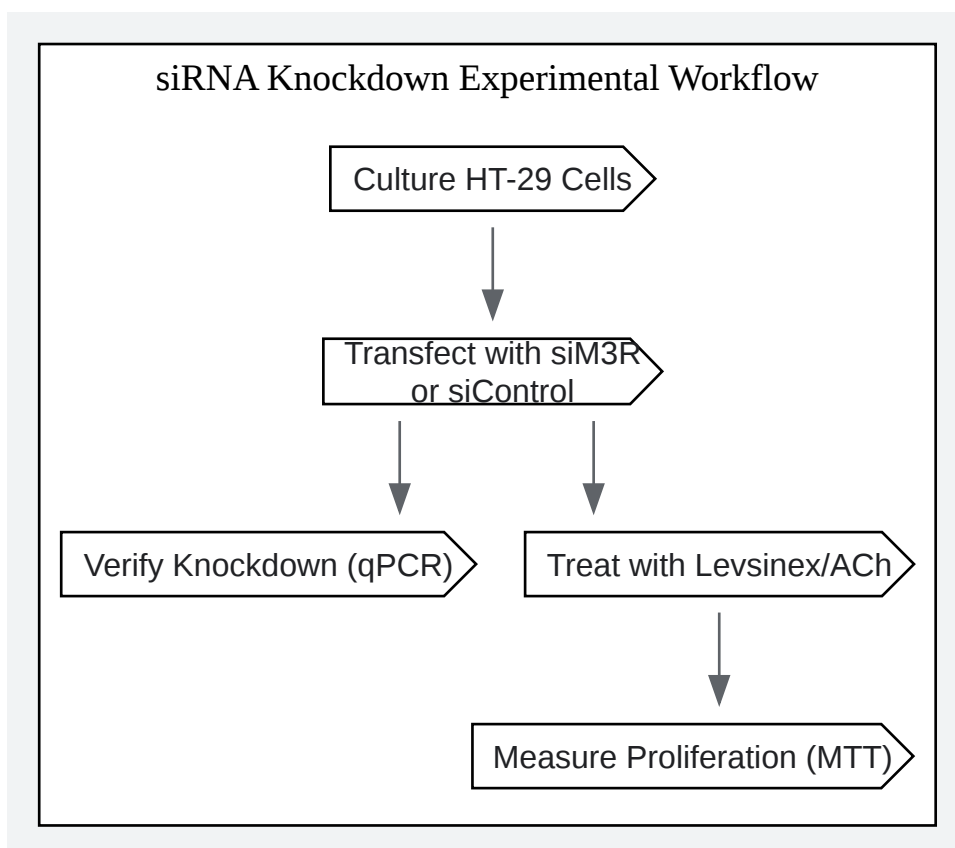 siRNA Knockdown Experimental Workflow
Culture HT-29 Cells
Transfect with siM3R
or siControl
Verify Knockdown (qPCR)
Treat with Levsinex/ACh
Measure Proliferation (MTT)